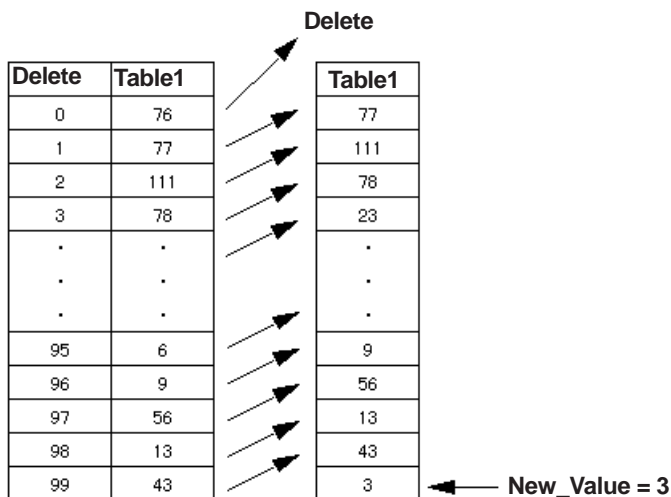 Delete
Delete Table1 Table1
0 76 77
1 77 111
2 111 78
3 78 23
. . .
. . .
. . .
95 6 9
96 9 56
97 56 13
98 13 43
99 43 3 New_Value = 3